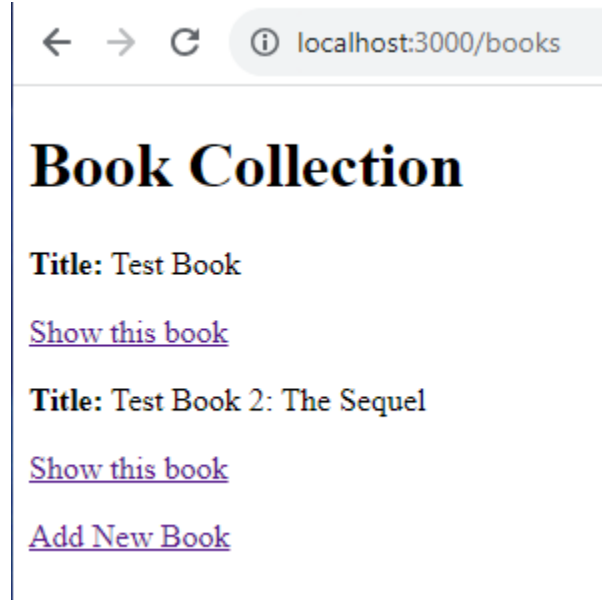 localhost:3000/books
Book Collection
Title: Test Book
Show this book
Title: Test Book 2: The Sequel
Show this book
Add New Book